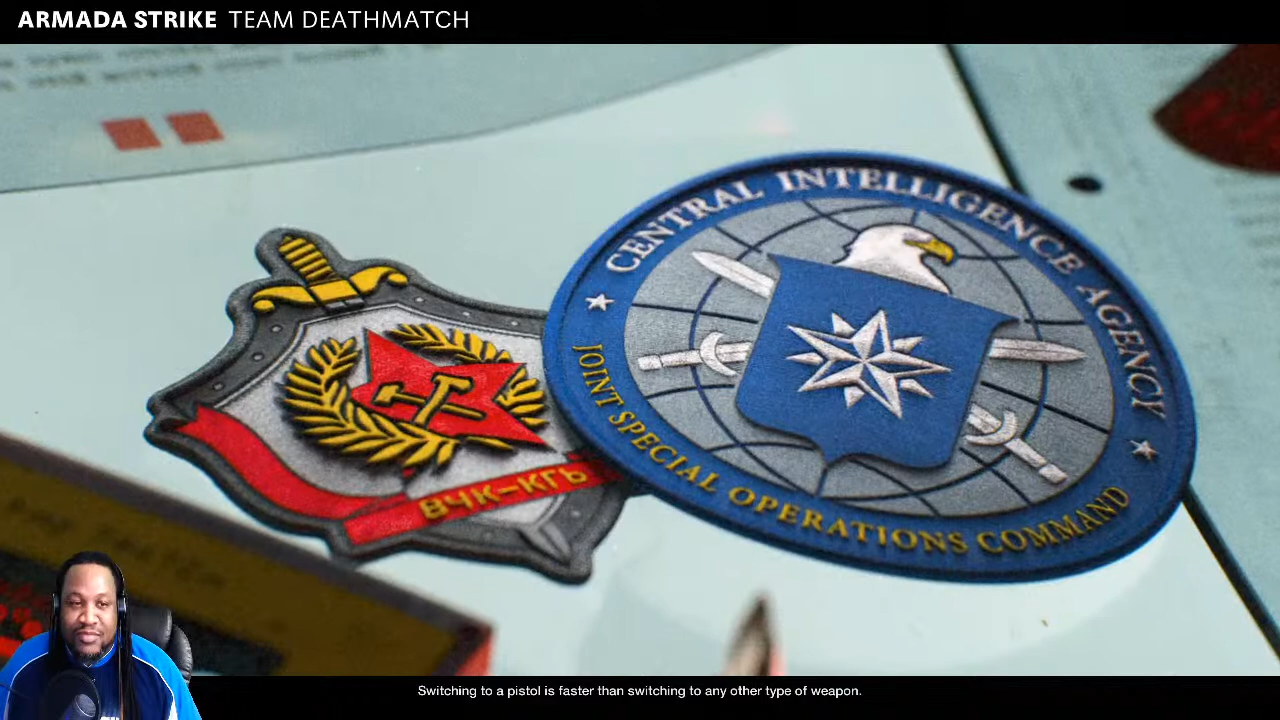 ARMADA STRIKE TEAM DEATHMATCH
CENTRAL INTELLIGENCE AGENCY
JOINT SPECIAL OPERATIONS COMMAND
ВЧК-КГЬ
Switching to a pistol is faster than switching to any other type of weapon.